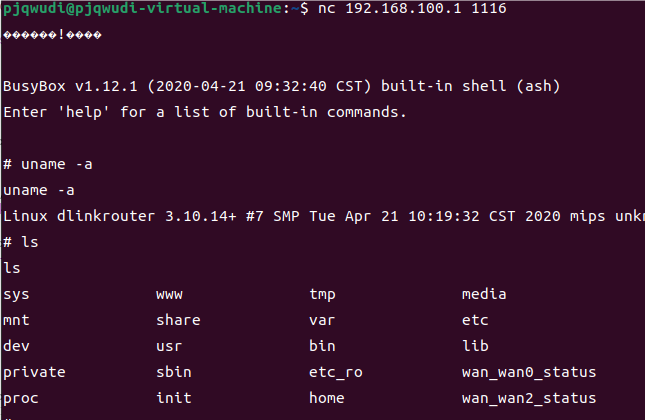 pjqwudi@pjqwudi-virtual-machine:~$ nc 192.168.100.1 1116
������!����
BusyBox v1.12.1 (2020-04-21 09:32:40 CST) built-in shell (ash)
Enter 'help' for a list of built-in commands.
# uname -a
uname -a
Linux dlinkrouter 3.10.14+ #7 SMP Tue Apr 21 10:19:32 CST 2020 mips unk
# ls
ls
sys www tmp media
mnt share var etc
dev usr bin lib
private sbin etc_ro wan_wan0_status
proc init home wan_wan2_status